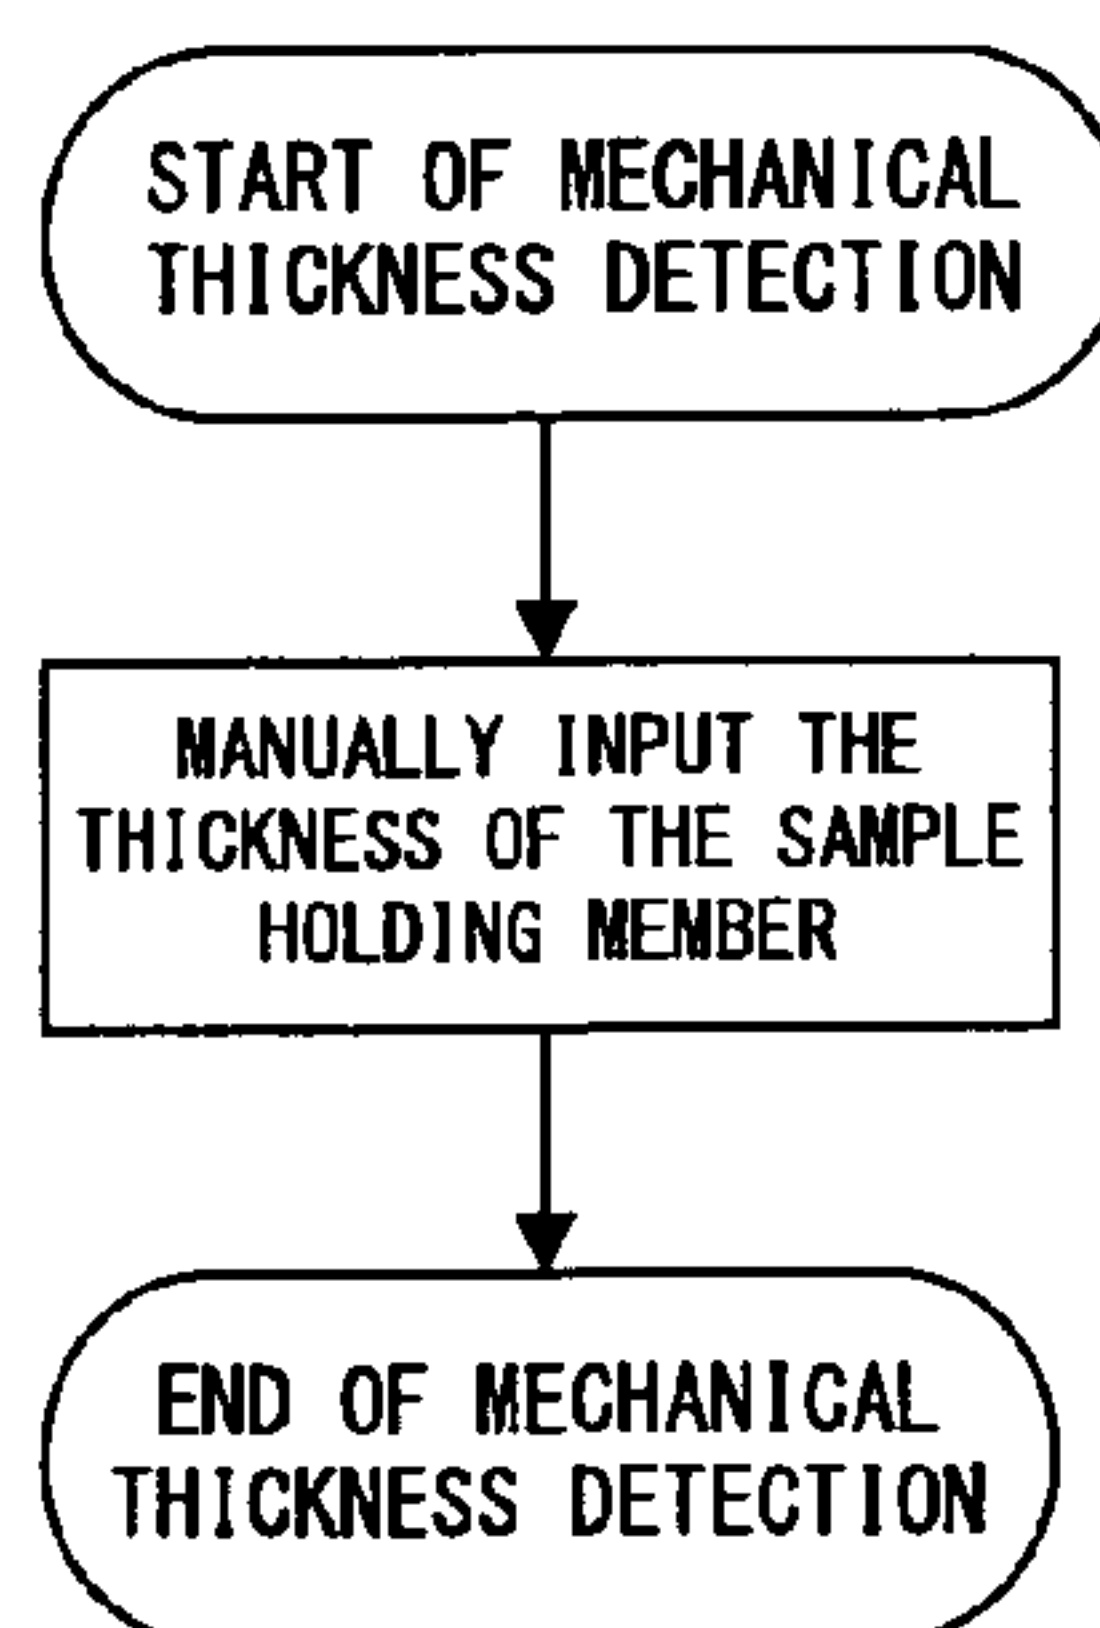 START OF MECHANICAL
THICKNESS DETECTION
MANUALLY INPUT THE
THICKNESS OF THE SAMPLE
HOLDING MEMBER
END OF MECHANICAL
THICKNESS DETECTION